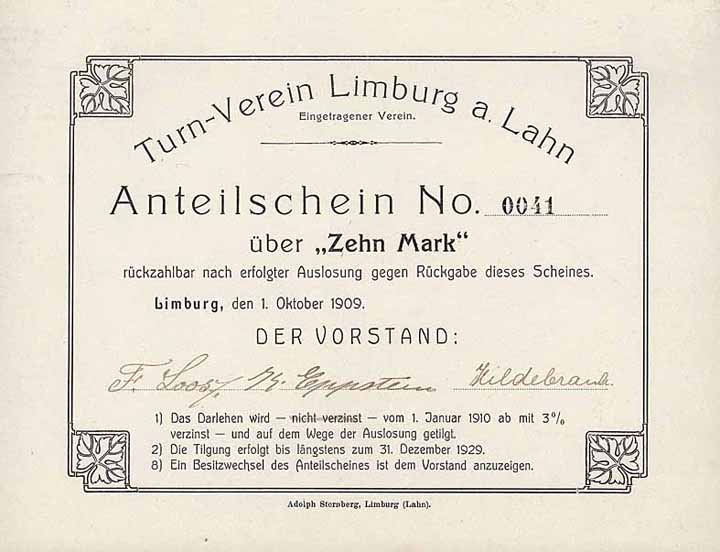 Turn-Verein Limburg a. Lahn
Eingetragener Verein.
Anteilschein No. 0041
über „Zehn Mark“
rückzahlbar nach erfolgter Auslosung gegen Rückgabe dieses Scheines.
Limburg, den 1. Oktober 1909.
DER VORSTAND:
F. Loos. K. Eppstein Hildebrand.
1) Das Darlehen wird — nicht verzinst — vom 1. Januar 1910 ab mit 3%
verzinst — und auf dem Wege der Auslosung getilgt.
2) Die Tilgung erfolgt bis längstens zum 31. Dezember 1929.
8) Ein Besitzwechsel des Anteilscheines ist dem Vorstand anzuzeigen.
Adolph Sternberg, Limburg (Lahn).